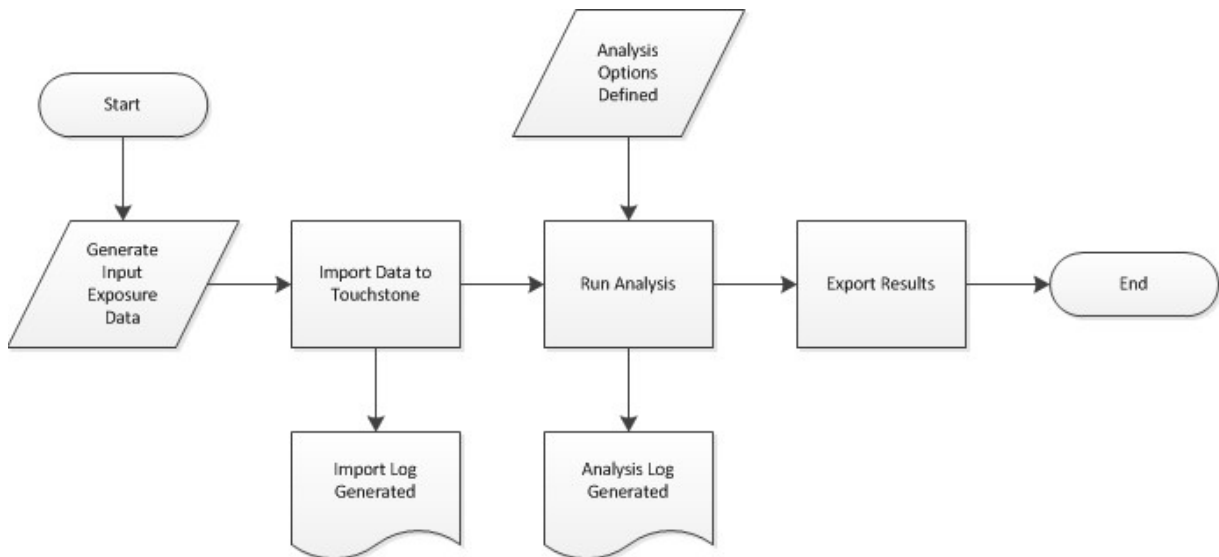 Start
Analysis
Options
Defined
Generate
Input
Exposure
Data
Import Data to
Touchstone
Run Analysis
Export Results
End
Import Log
Generated
Analysis Log
Generated